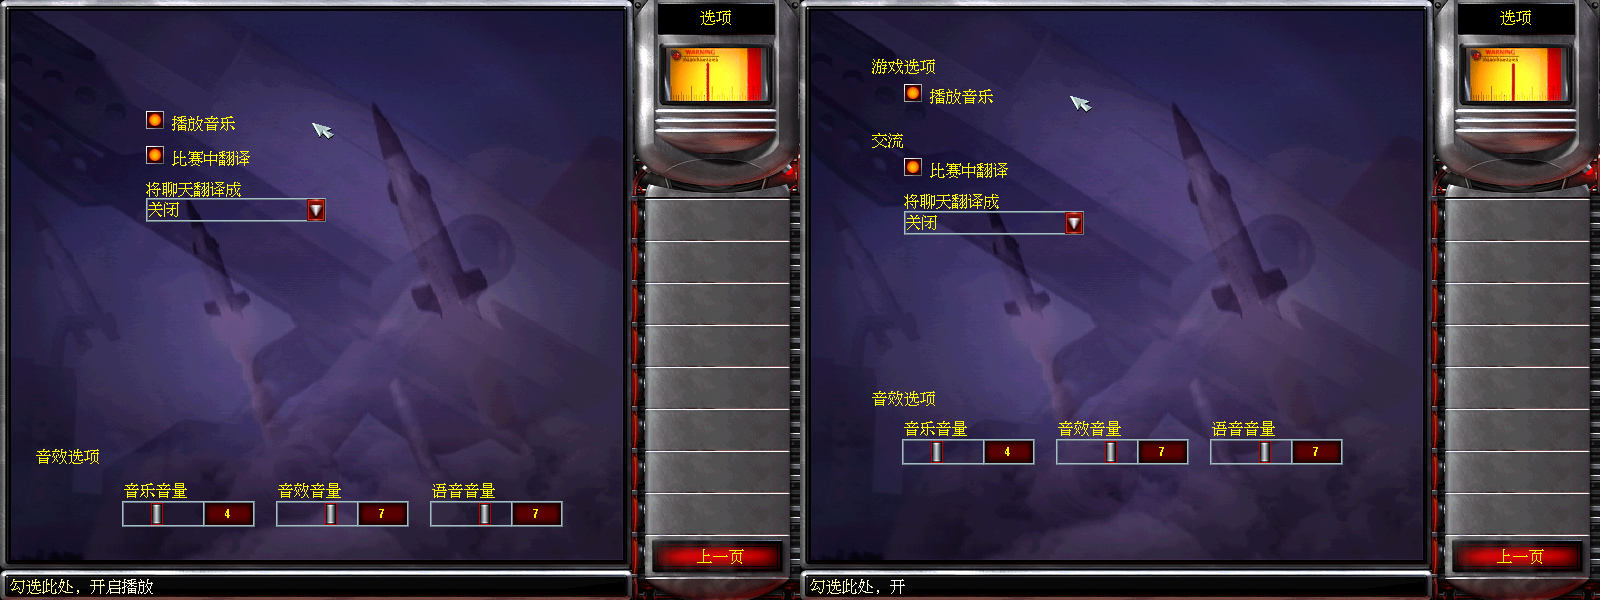 选项
WARNING
播放音乐
比赛中翻译
将聊天翻译成
关闭
音效选项
音乐音量
音效音量
语音音量
4
7
7
上一页
勾选此处，开启播放
选项
WARNING
游戏选项
播放音乐
交流
比赛中翻译
将聊天翻译成
关闭
音效选项
音乐音量
音效音量
语音音量
4
7
7
上一页
勾选此处，开